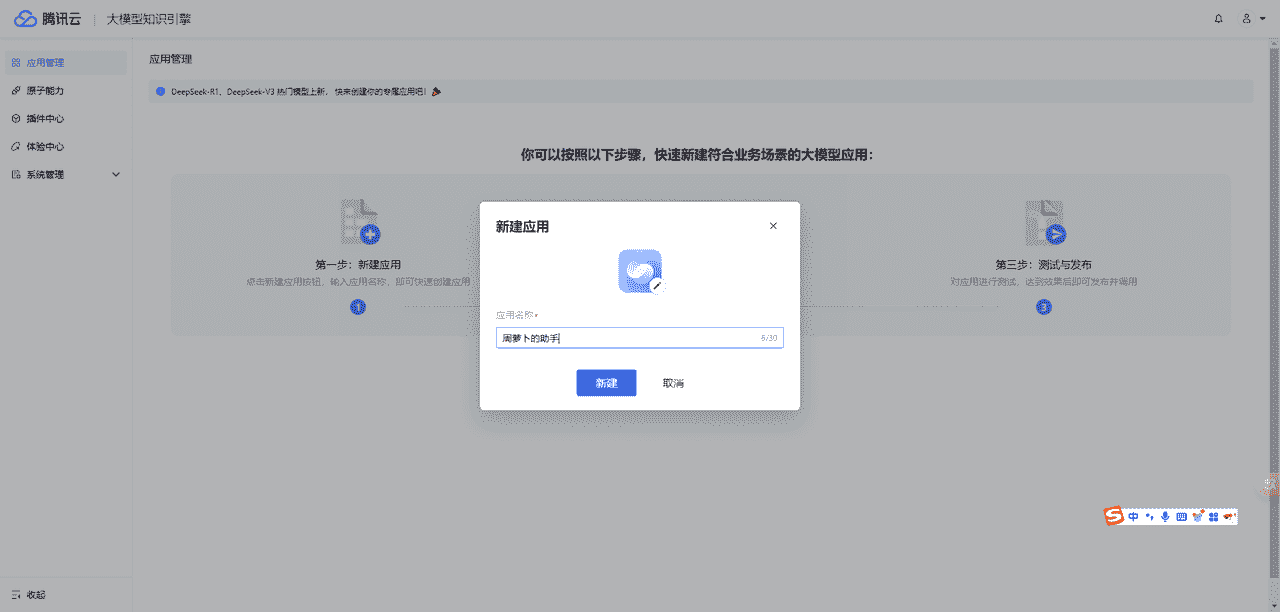 腾讯云
大模型知识引擎
应用管理
原子能力
插件中心
体验中心
系统管理
收起
应用管理
DeepSeek-R1、DeepSeek-V3 热门模型上新，快来创建你的专属应用吧！
你可以按照以下步骤，快速新建符合业务场景的大模型应用：
第一步：新建应用
点击新建应用按钮，输入应用名称，即可快速创建应用
1
新建应用
应用名称*
周萝卜的助手
6/30
新建
取消
第三步：测试与发布
对应用进行测试，达到效果后即可发布并调用
3
中